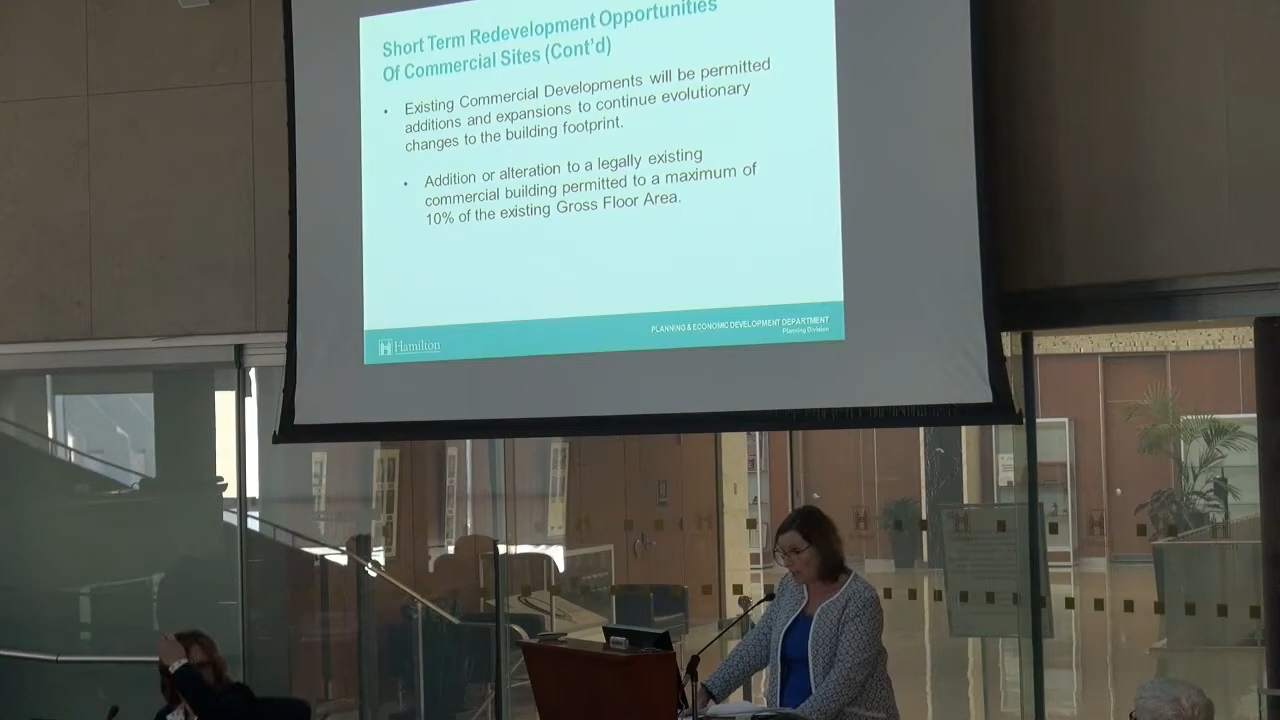 Short Term Redevelopment Opportunities
Of Commercial Sites (Cont'd)
• Existing Commercial Developments will be permitted
additions and expansions to continue evolutionary
changes to the building footprint.
• Addition or alteration to a legally existing
commercial building permitted to a maximum of
10% of the existing Gross Floor Area.
PLANNING & ECONOMIC DEVELOPMENT DEPARTMENT
Planning Division
Hamilton